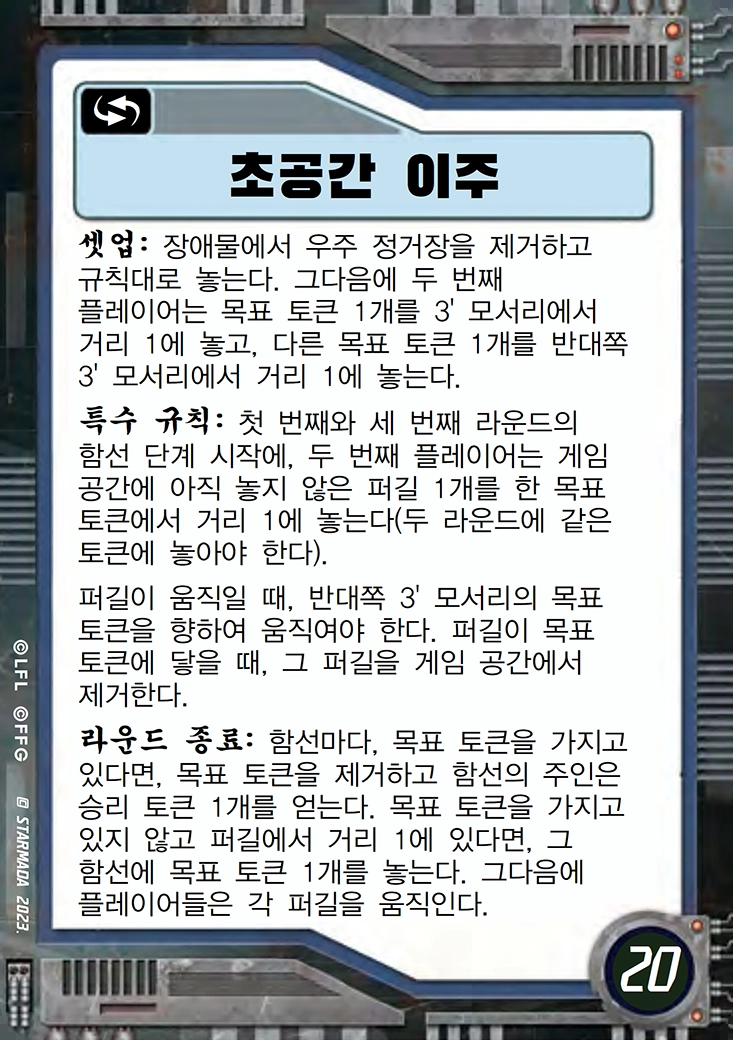 초공간 이주
셋업: 장애물에서 우주 정거장을 제거하고
규칙대로 놓는다. 그다음에 두 번째
플레이어는 목표 토큰 1개를 3' 모서리에서
거리 1에 놓고, 다른 목표 토큰 1개를 반대쪽
3' 모서리에서 거리 1에 놓는다.
특수 규칙: 첫 번째와 세 번째 라운드의
함선 단계 시작에, 두 번째 플레이어는 게임
공간에 아직 놓지 않은 퍼길 1개를 한 목표
토큰에서 거리 1에 놓는다(두 라운드에 같은
토큰에 놓아야 한다).
퍼길이 움직일 때, 반대쪽 3' 모서리의 목표
토큰을 향하여 움직여야 한다. 퍼길이 목표
토큰에 닿을 때, 그 퍼길을 게임 공간에서
제거한다.
라운드 종료: 함선마다, 목표 토큰을 가지고
있다면, 목표 토큰을 제거하고 함선의 주인은
승리 토큰 1개를 얻는다. 목표 토큰을 가지고
있지 않고 퍼길에서 거리 1에 있다면, 그
함선에 목표 토큰 1개를 놓는다. 그다음에
플레이어들은 각 퍼길을 움직인다.
20
©LFL ©FFG 🄯 STARMADA 2023.